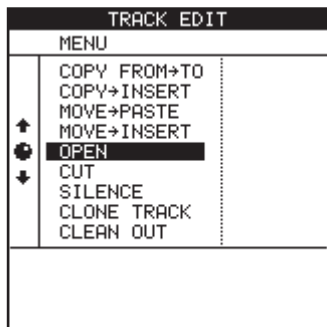 TRACK EDIT
MENU
COPY FROM→TO
COPY→INSERT
MOVE→PASTE
MOVE→INSERT
OPEN
CUT
SILENCE
CLONE TRACK
CLEAN OUT